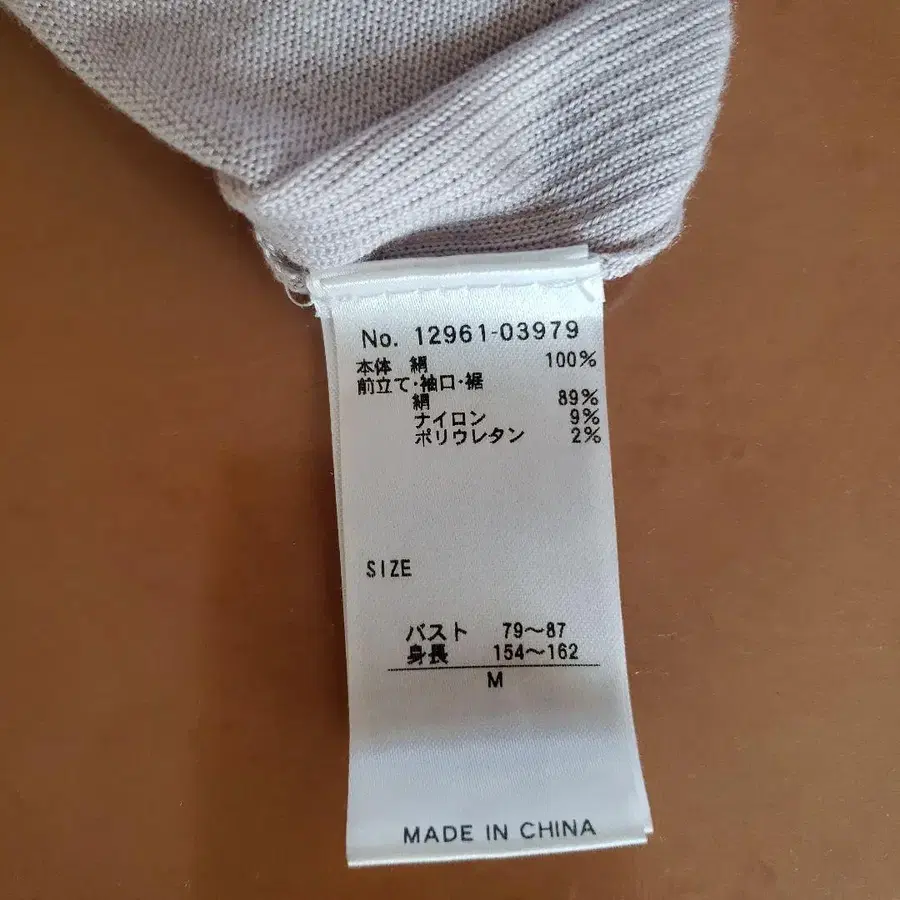 No. 12961-03979
本体 絹 100%
前立て・袖口・裾
絹 89%
ナイロン 9%
ポリウレタン 2%
SIZE
バスト 79〜87
身長 154〜162
M
MADE IN CHINA